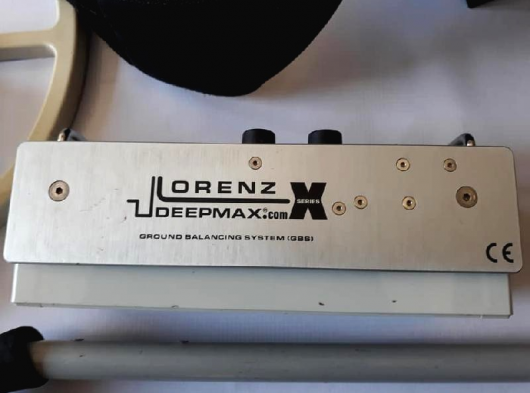 LORENZ
DEEPMAX.com X SERIES
GROUND BALANCING SYSTEM (GBS)
CE